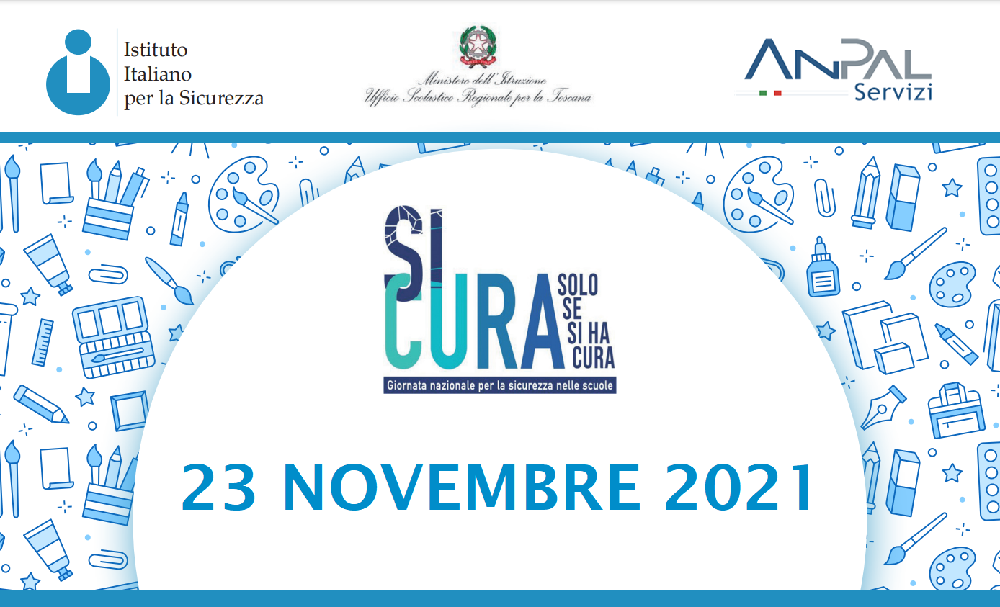 Istituto
Italiano
per la Sicurezza
Ministero dell'Istruzione
Ufficio Scolastico Regionale per la Toscana
ANPAL
Servizi
SI
CURA
SOLO
SE
SI HA
CURA
Giornata nazionale per la sicurezza nelle scuole
23 NOVEMBRE 2021